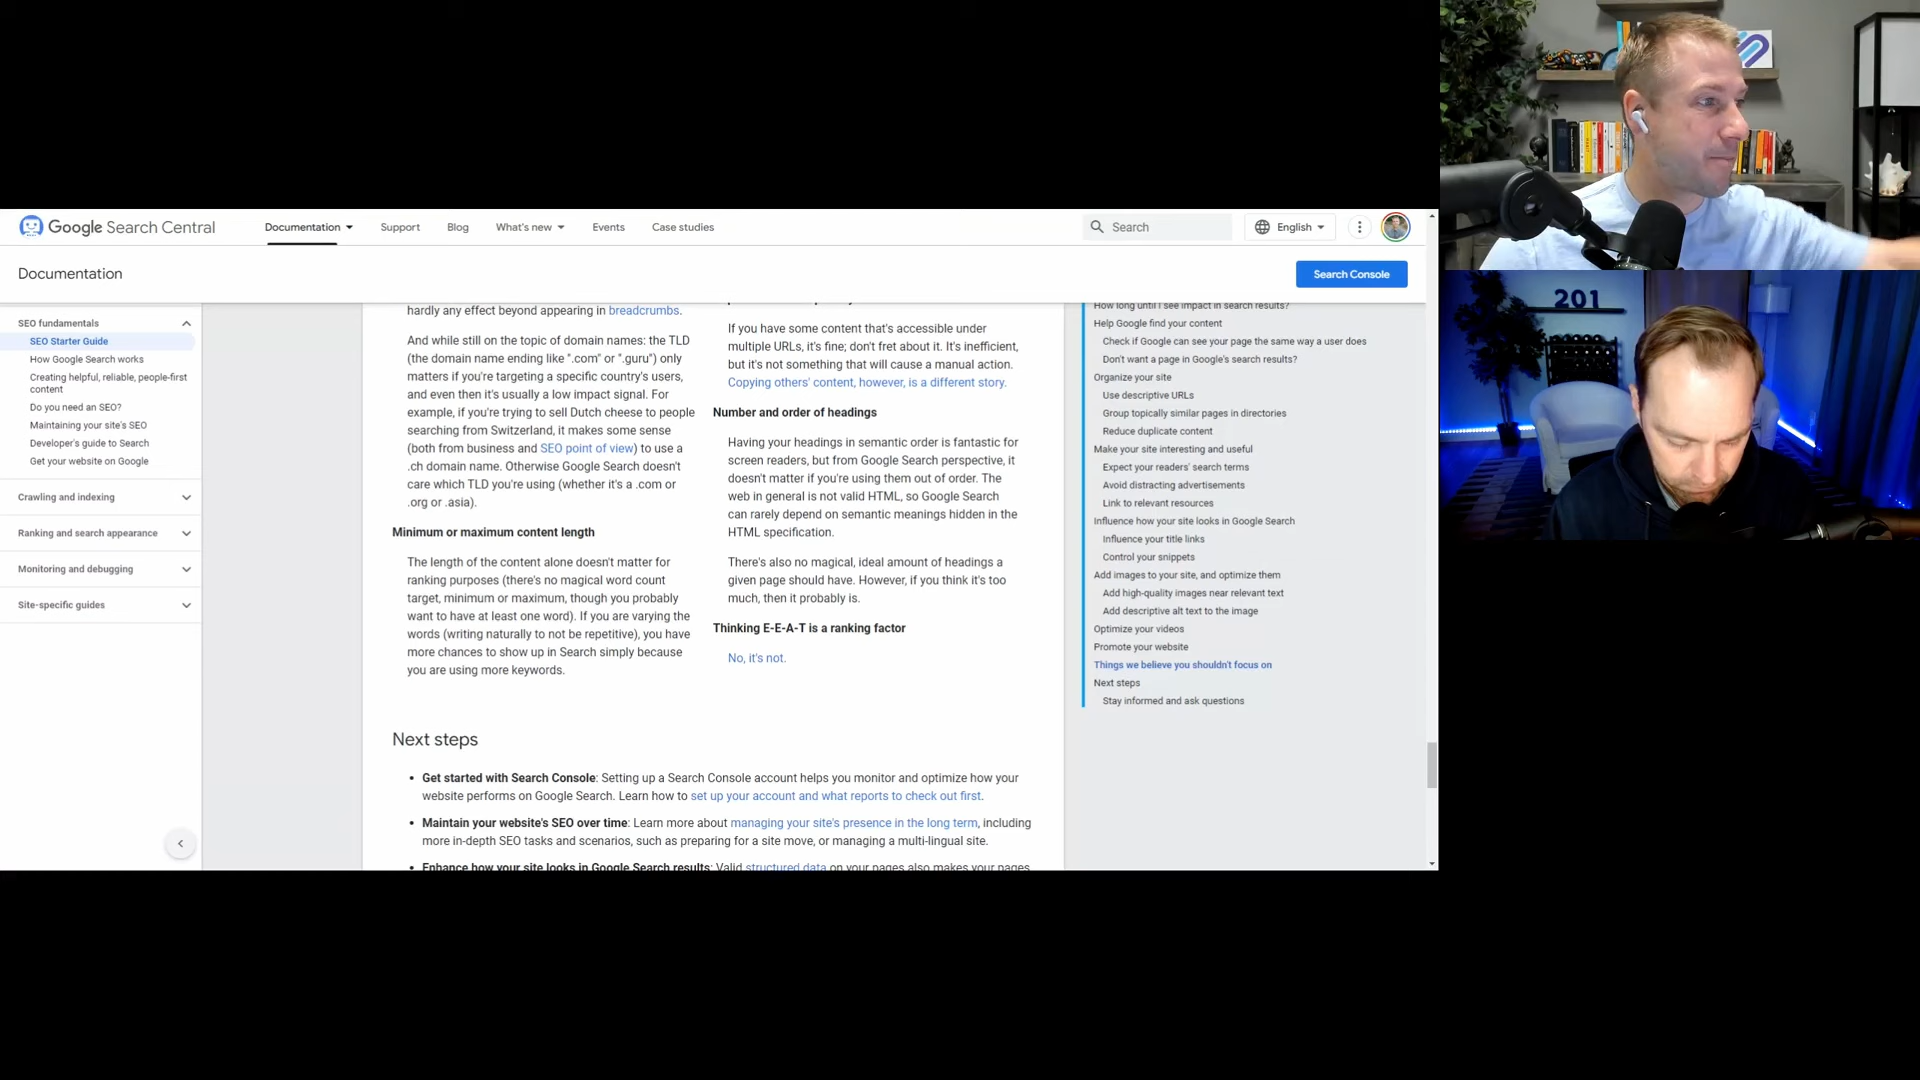 Google Search Central
Documentation
Support
Blog
What's new
Events
Case studies
Search
English
Documentation
Search Console
SEO fundamentals
SEO Starter Guide
How Google Search works
Creating helpful, reliable, people-first
content
Do you need an SEO?
Maintaining your site's SEO
Developer's guide to Search
Get your website on Google
Crawling and indexing
Ranking and search appearance
Monitoring and debugging
Site-specific guides
hardly any effect beyond appearing in breadcrumbs.
And while still on the topic of domain names: the TLD
(the domain name ending like ".com" or ".guru") only
matters if you're targeting a specific country's users,
and even then it's usually a low impact signal. For
example, if you're trying to sell Dutch cheese to people
searching from Switzerland, it makes some sense
(both from business and SEO point of view) to use a
.ch domain name. Otherwise Google Search doesn't
care which TLD you're using (whether it's a .com or
.org or .asia).
Minimum or maximum content length
The length of the content alone doesn't matter for
ranking purposes (there's no magical word count
target, minimum or maximum, though you probably
want to have at least one word). If you are varying the
words (writing naturally to not be repetitive), you have
more chances to show up in Search simply because
you are using more keywords.
If you have some content that's accessible under
multiple URLs, it's fine; don't fret about it. It's inefficient,
but it's not something that will cause a manual action.
Copying others' content, however, is a different story.
Number and order of headings
Having your headings in semantic order is fantastic for
screen readers, but from Google Search perspective, it
doesn't matter if you're using them out of order. The
web in general is not valid HTML, so Google Search
can rarely depend on semantic meanings hidden in the
HTML specification.
There's also no magical, ideal amount of headings a
given page should have. However, if you think it's too
much, then it probably is.
Thinking E-E-A-T is a ranking factor
No, it's not.
Next steps
• Get started with Search Console: Setting up a Search Console account helps you monitor and optimize how your
website performs on Google Search. Learn how to set up your account and what reports to check out first.
• Maintain your website's SEO over time: Learn more about managing your site's presence in the long term, including
more in-depth SEO tasks and scenarios, such as preparing for a site move, or managing a multi-lingual site.
• Enhance how your site looks in Google Search results: Valid structured data on your pages also makes your pages
How long until I see impact in search results?
Help Google find your content
Check if Google can see your page the same way a user does
Don't want a page in Google's search results?
Organize your site
Use descriptive URLs
Group topically similar pages in directories
Reduce duplicate content
Make your site interesting and useful
Expect your readers' search terms
Avoid distracting advertisements
Link to relevant resources
Influence how your site looks in Google Search
Influence your title links
Control your snippets
Add images to your site, and optimize them
Add high-quality images near relevant text
Add descriptive alt text to the image
Optimize your videos
Promote your website
Things we believe you shouldn't focus on
Next steps
Stay informed and ask questions
201